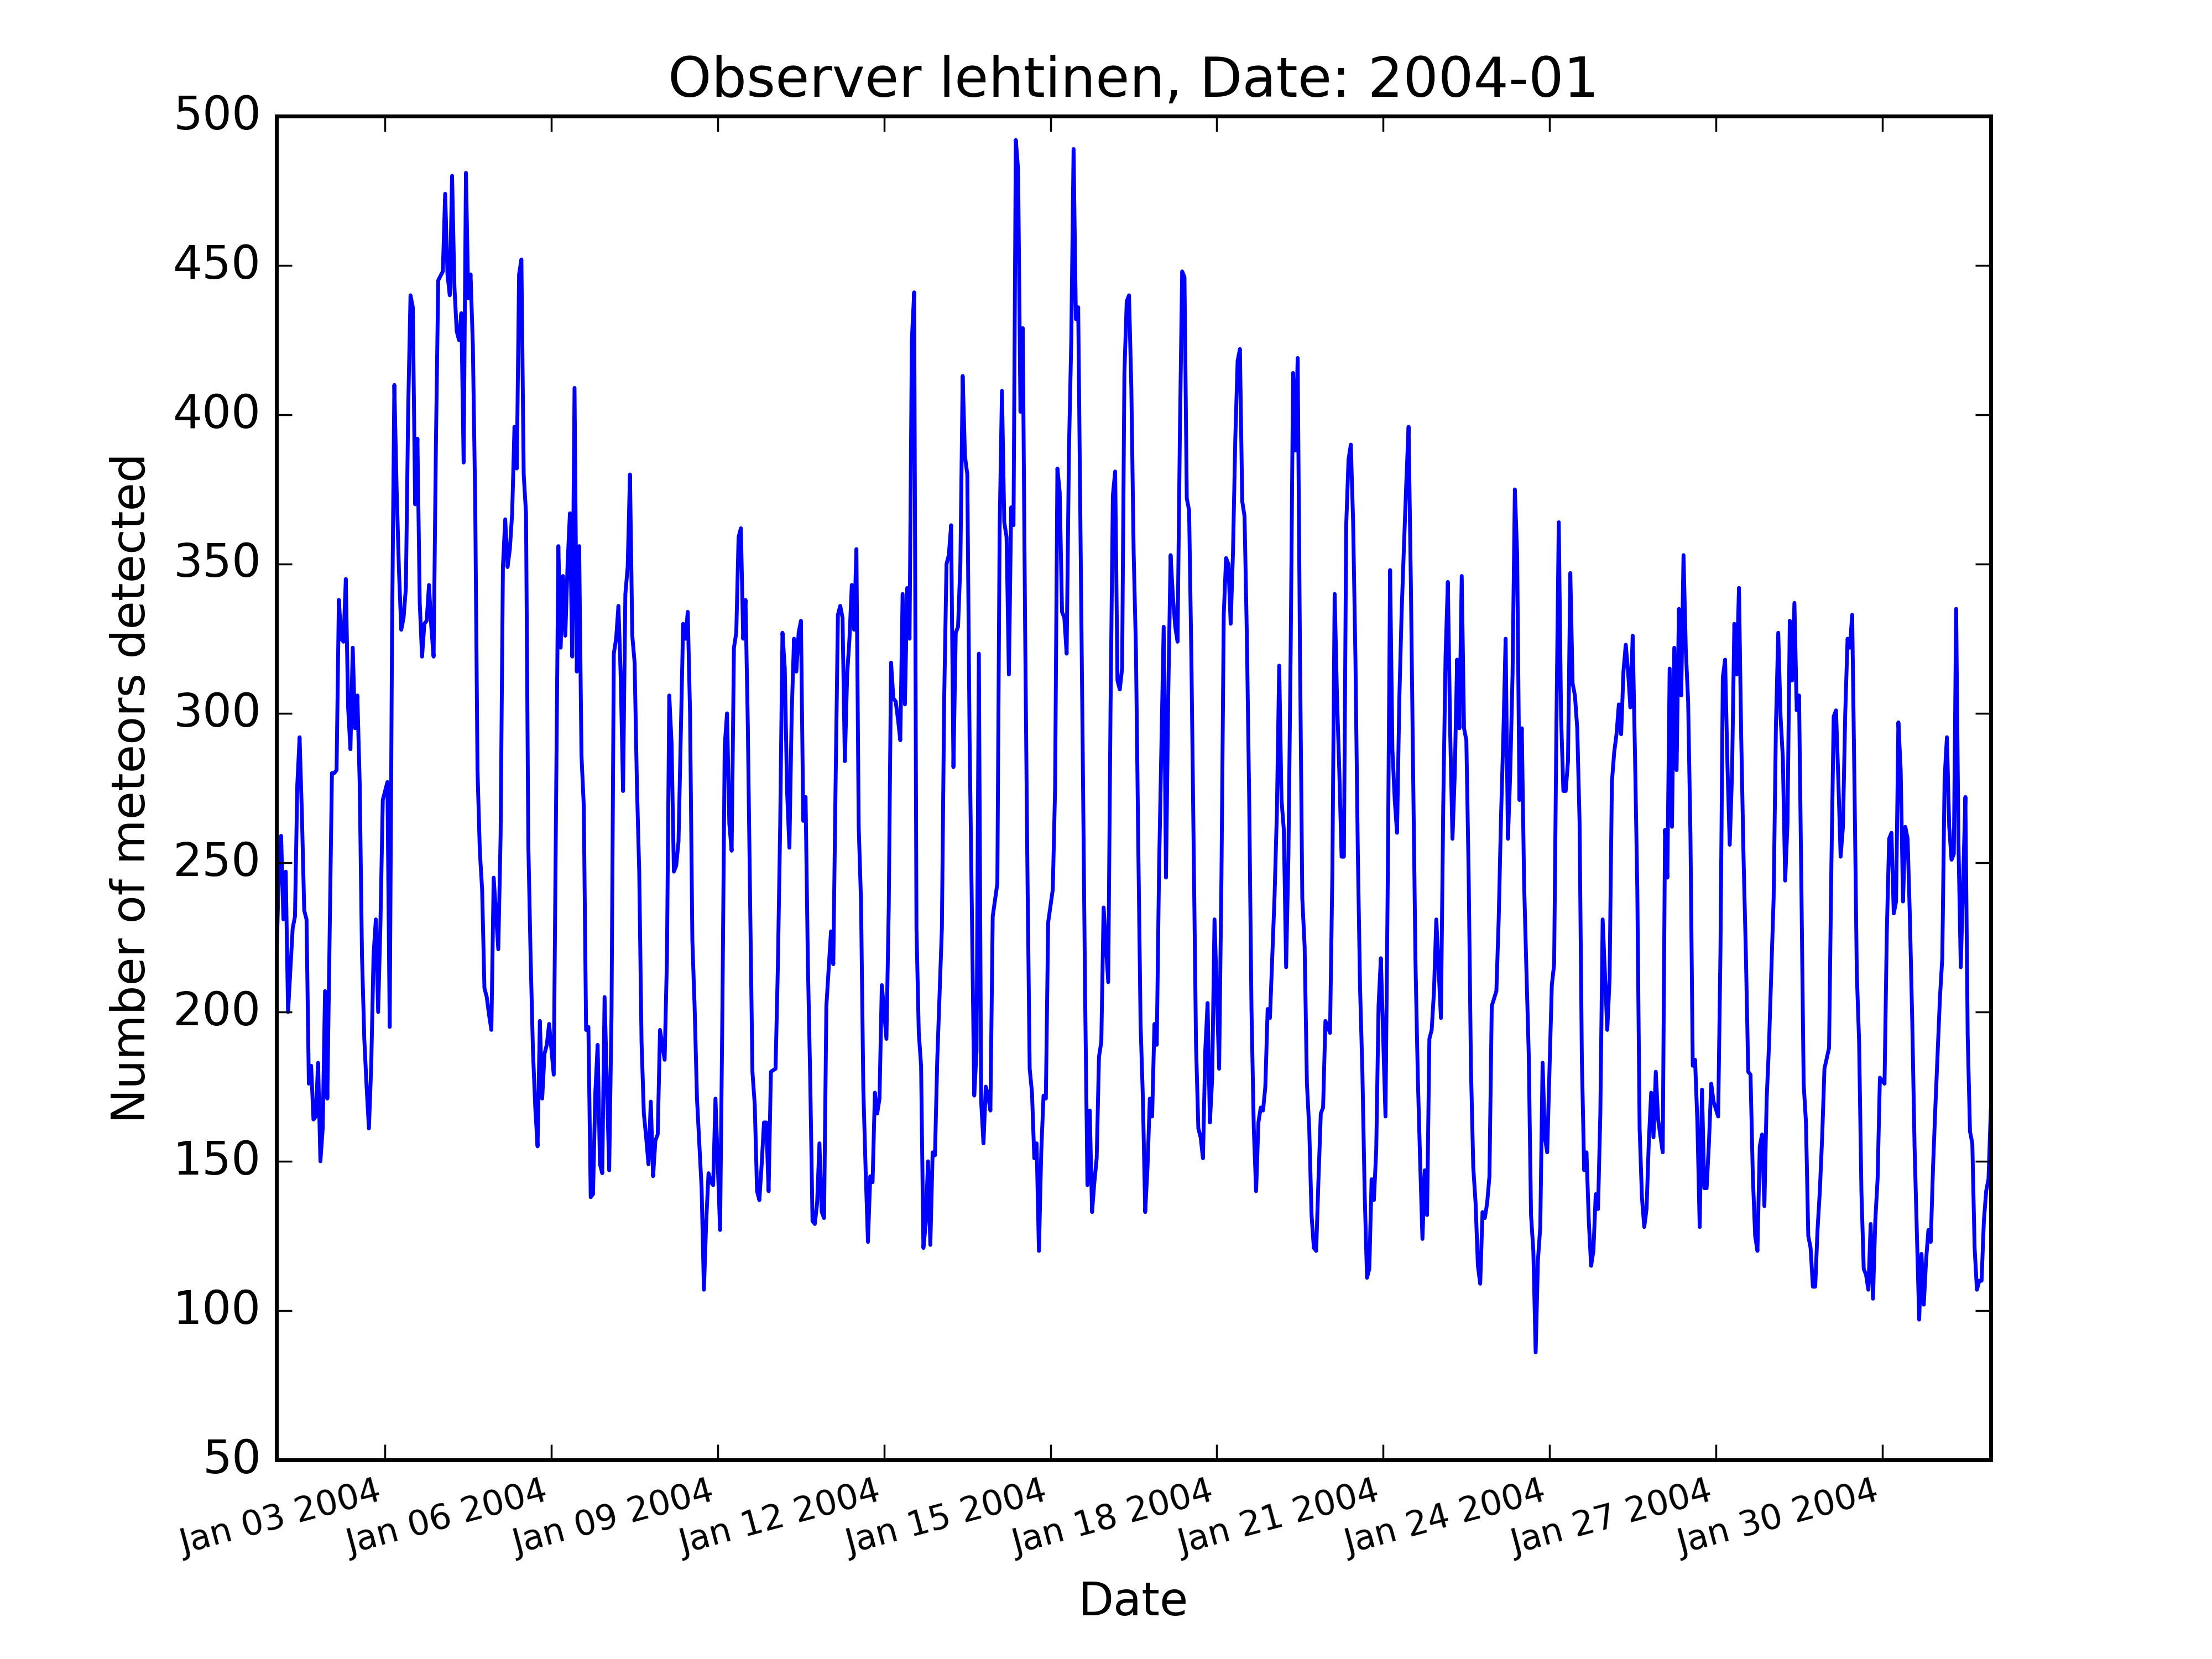 Observer lehtinen, Date: 2004-01
500
450
400
350
300
250
200
150
100
50
Number of meteors detected
Jan 03 2004
Jan 06 2004
Jan 09 2004
Jan 12 2004
Jan 15 2004
Jan 18 2004
Jan 21 2004
Jan 24 2004
Jan 27 2004
Jan 30 2004
Date